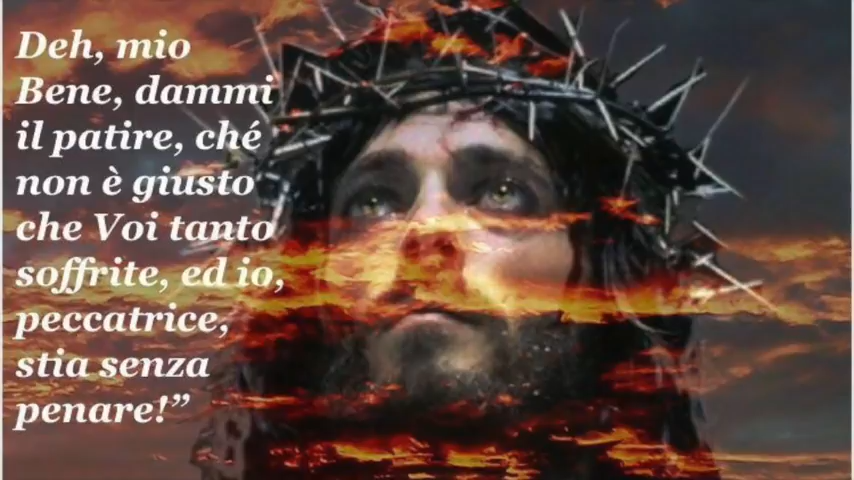 Deh, mio
Bene, dammi
il patire, ché
non è giusto
che Voi tanto
soffrite, ed io,
peccatrice,
stia senza
penare!”